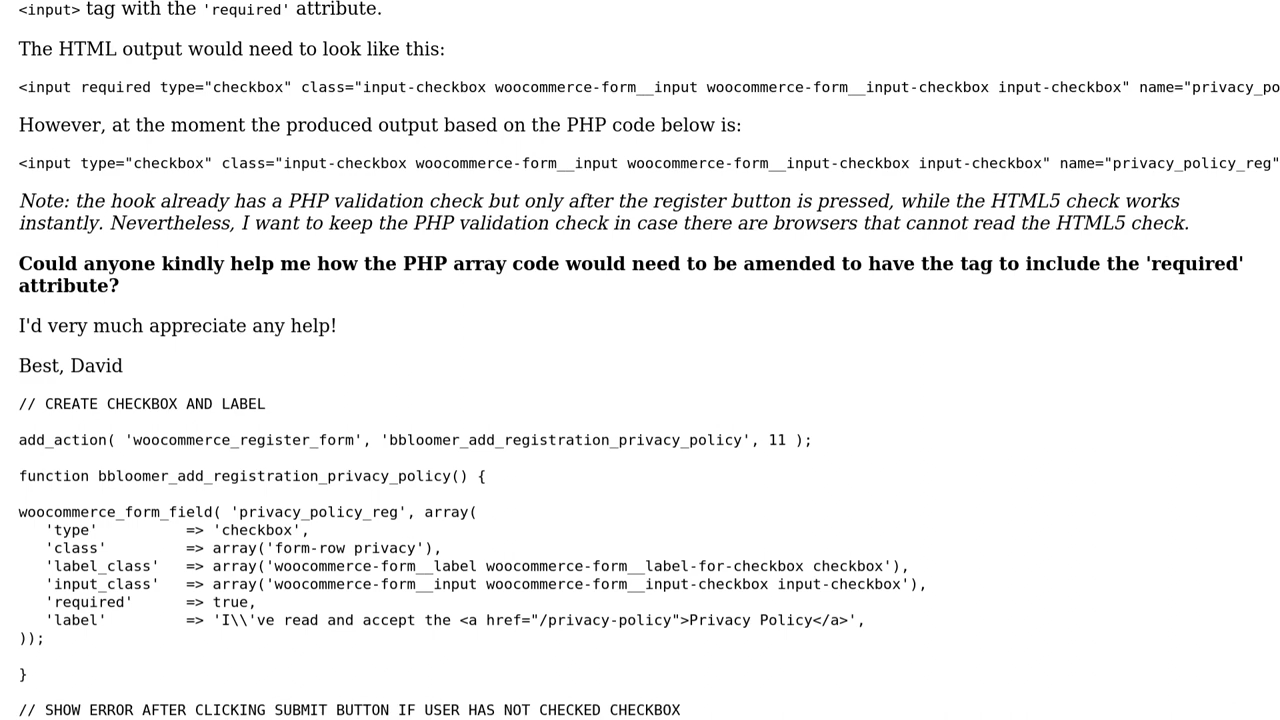 <input> tag with the 'required' attribute.
The HTML output would need to look like this:
<input required type="checkbox" class="input-checkbox woocommerce-form__input woocommerce-form__input-checkbox input-checkbox" name="privacy_po
However, at the moment the produced output based on the PHP code below is:
<input type="checkbox" class="input-checkbox woocommerce-form__input woocommerce-form__input-checkbox input-checkbox" name="privacy_policy_reg"
Note: the hook already has a PHP validation check but only after the register button is pressed, while the HTML5 check works
instantly. Nevertheless, I want to keep the PHP validation check in case there are browsers that cannot read the HTML5 check.
Could anyone kindly help me how the PHP array code would need to be amended to have the tag to include the 'required'
attribute?
I'd very much appreciate any help!
Best, David
// CREATE CHECKBOX AND LABEL
add_action( 'woocommerce_register_form', 'bbloomer_add_registration_privacy_policy', 11 );
function bbloomer_add_registration_privacy_policy() {
woocommerce_form_field( 'privacy_policy_reg', array(
   'type'          => 'checkbox',
   'class'         => array('form-row privacy'),
   'label_class'   => array('woocommerce-form__label woocommerce-form__label-for-checkbox checkbox'),
   'input_class'   => array('woocommerce-form__input woocommerce-form__input-checkbox input-checkbox'),
   'required'      => true,
   'label'         => 'I\\'ve read and accept the <a href="/privacy-policy">Privacy Policy</a>',
));
}
// SHOW ERROR AFTER CLICKING SUBMIT BUTTON IF USER HAS NOT CHECKED CHECKBOX